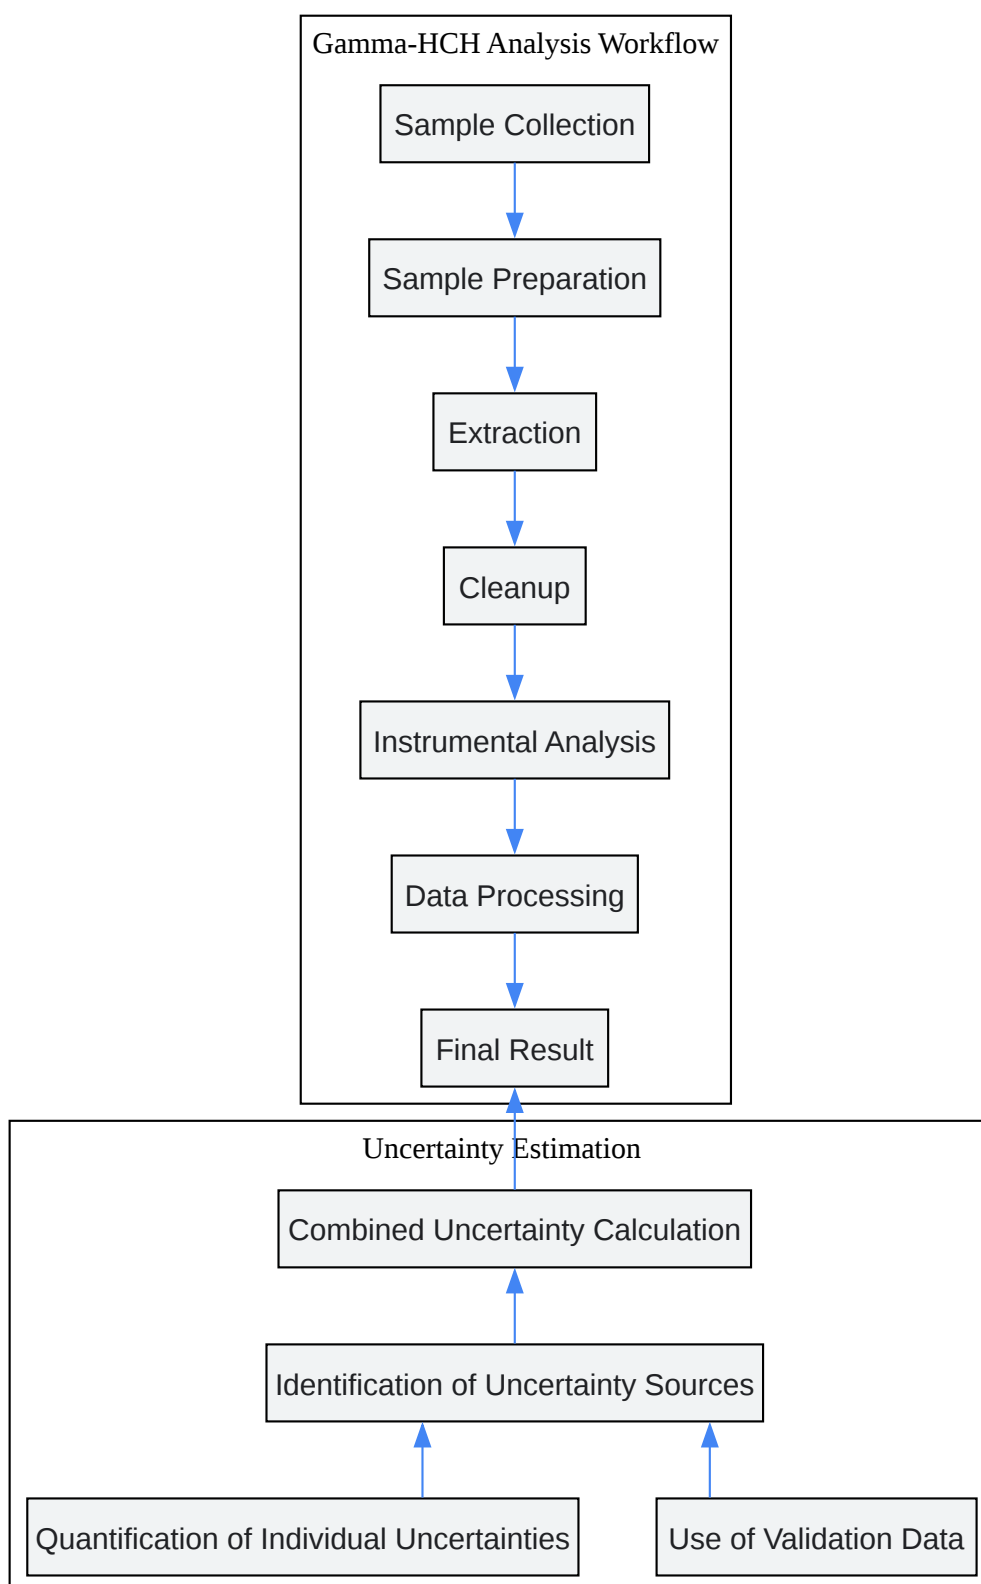 Gamma-HCH Analysis Workflow
Sample Collection
Sample Preparation
Extraction
Cleanup
Instrumental Analysis
Data Processing
Final Result
Uncertainty Estimation
Combined Uncertainty Calculation
Identification of Uncertainty Sources
Quantification of Individual Uncertainties
Use of Validation Data